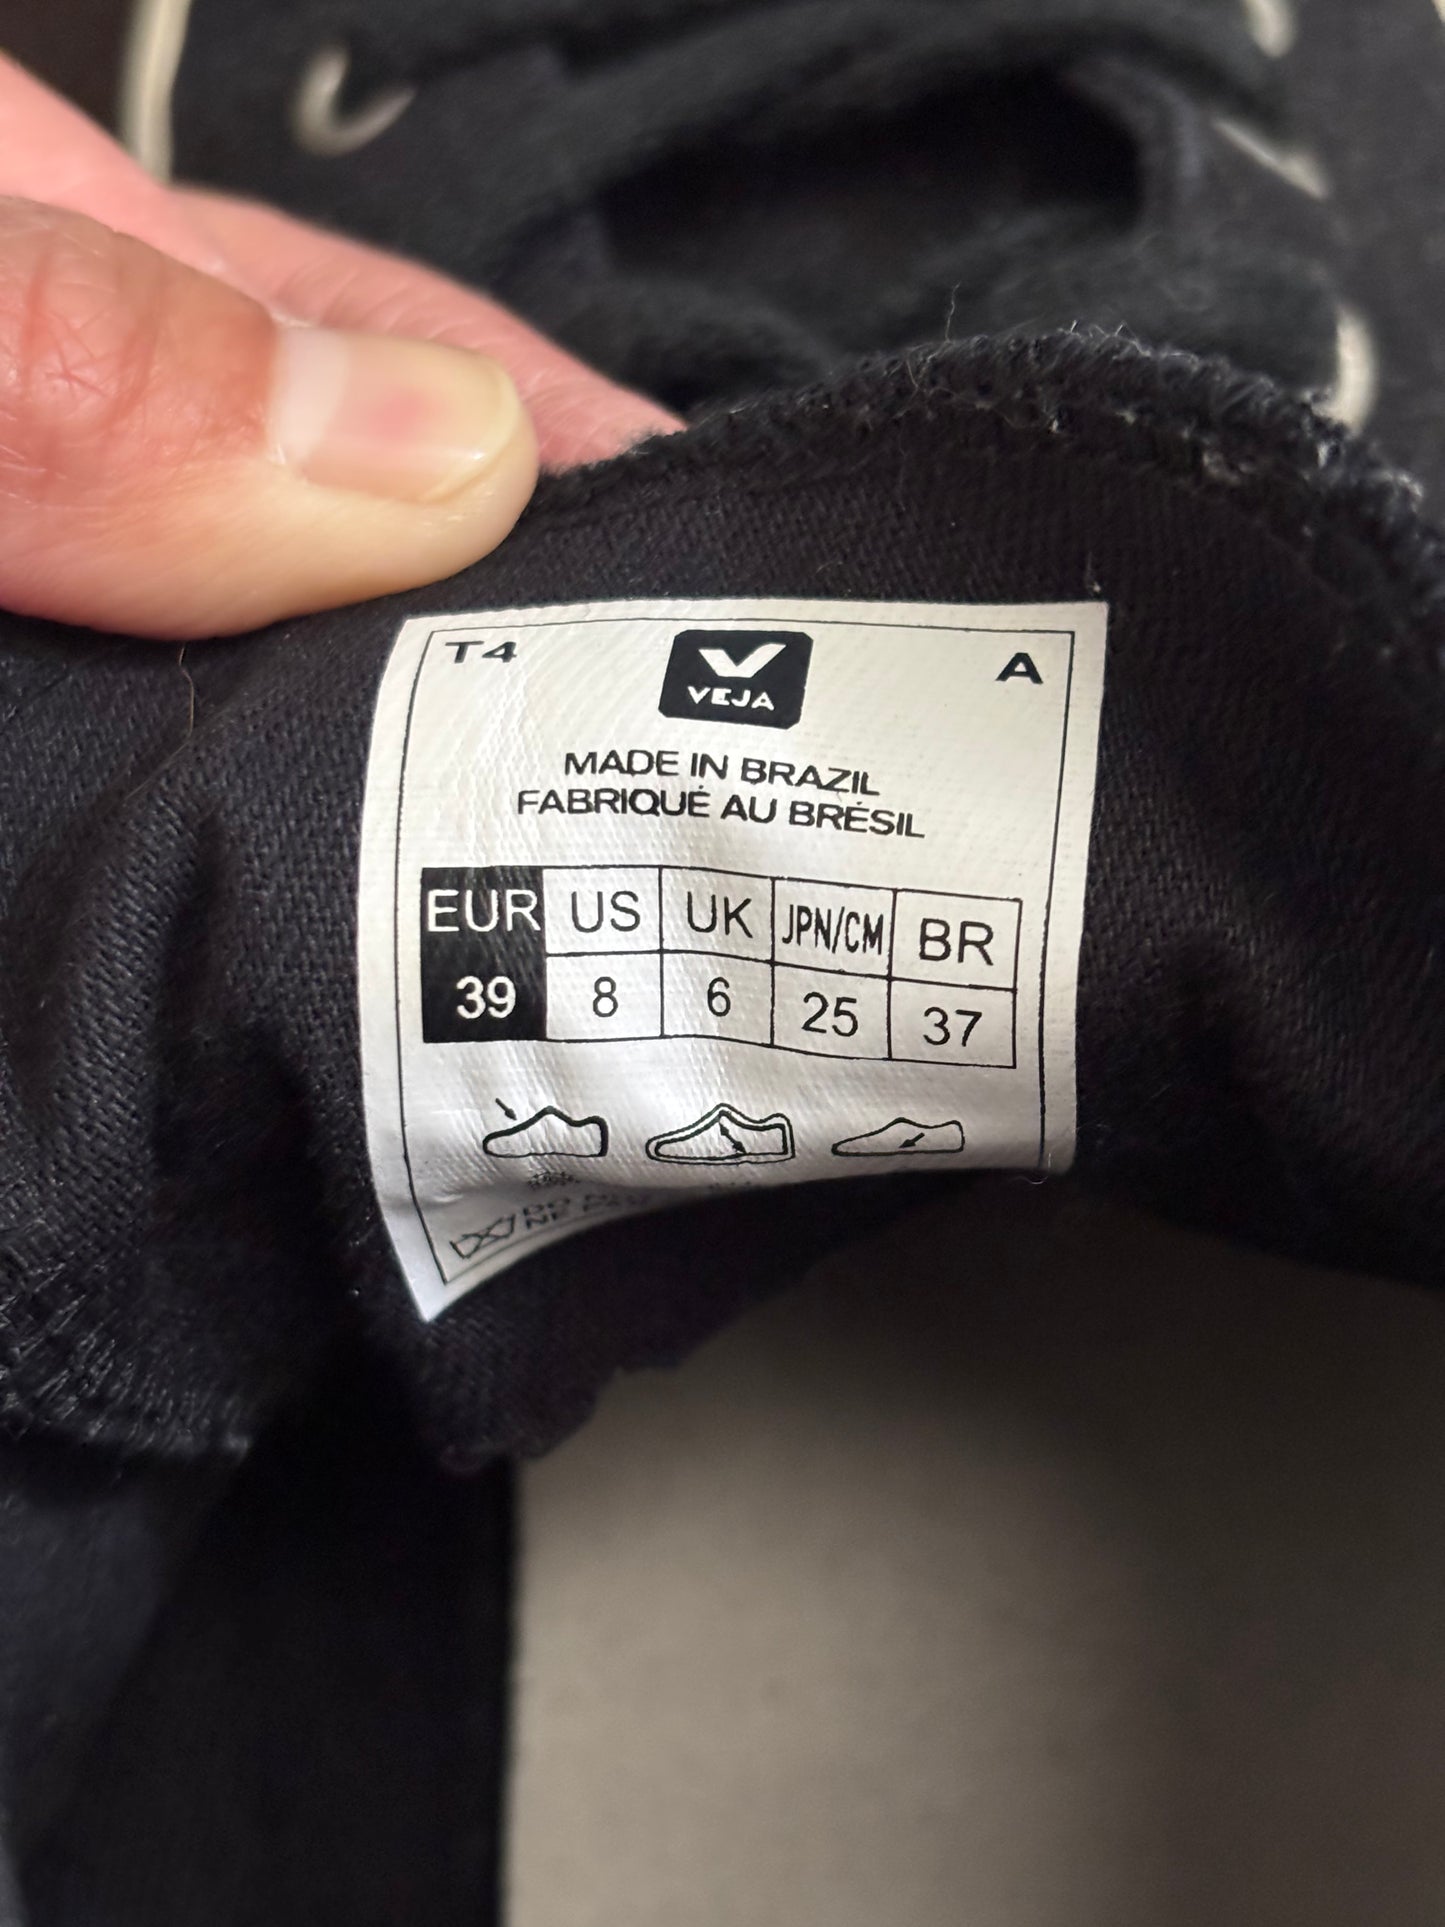 T4
VEJA
A
MADE IN BRAZIL
FABRIQUÉ AU BRÉSIL
EUR US UK JPN/CM BR
39 8 6 25 37
NE